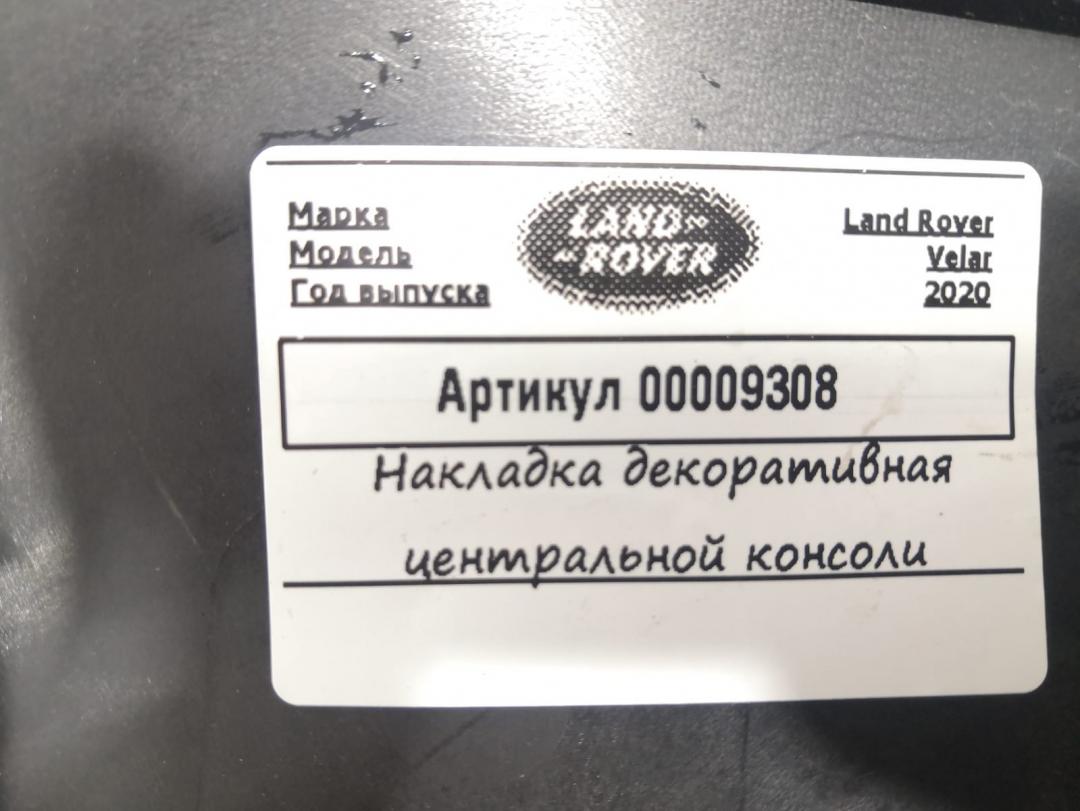 Марка LAND- Land Rover
Модель -ROVER Velar
Год выпуска 2020
Артикул 00009308
Накладка декоративная
центральной консоли